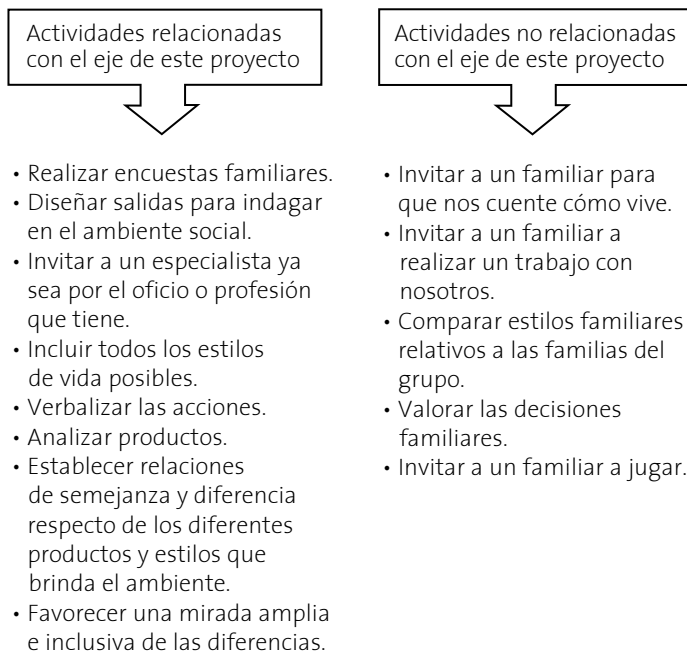 Actividades relacionadas
con el eje de este proyecto
• Realizar encuestas familiares.
• Diseñar salidas para indagar
en el ambiente social.
• Invitar a un especialista ya
sea por el oficio o profesión
que tiene.
• Incluir todos los estilos
de vida posibles.
• Verbalizar las acciones.
• Analizar productos.
• Establecer relaciones
de semejanza y diferencia
respecto de los diferentes
productos y estilos que
brinda el ambiente.
• Favorecer una mirada amplia
e inclusiva de las diferencias.
Actividades no relacionadas
con el eje de este proyecto
• Invitar a un familiar para
que nos cuente cómo vive.
• Invitar a un familiar a
realizar un trabajo con
nosotros.
• Comparar estilos familiares
relativos a las familias del
grupo.
• Valorar las decisiones
familiares.
• Invitar a un familiar a jugar.